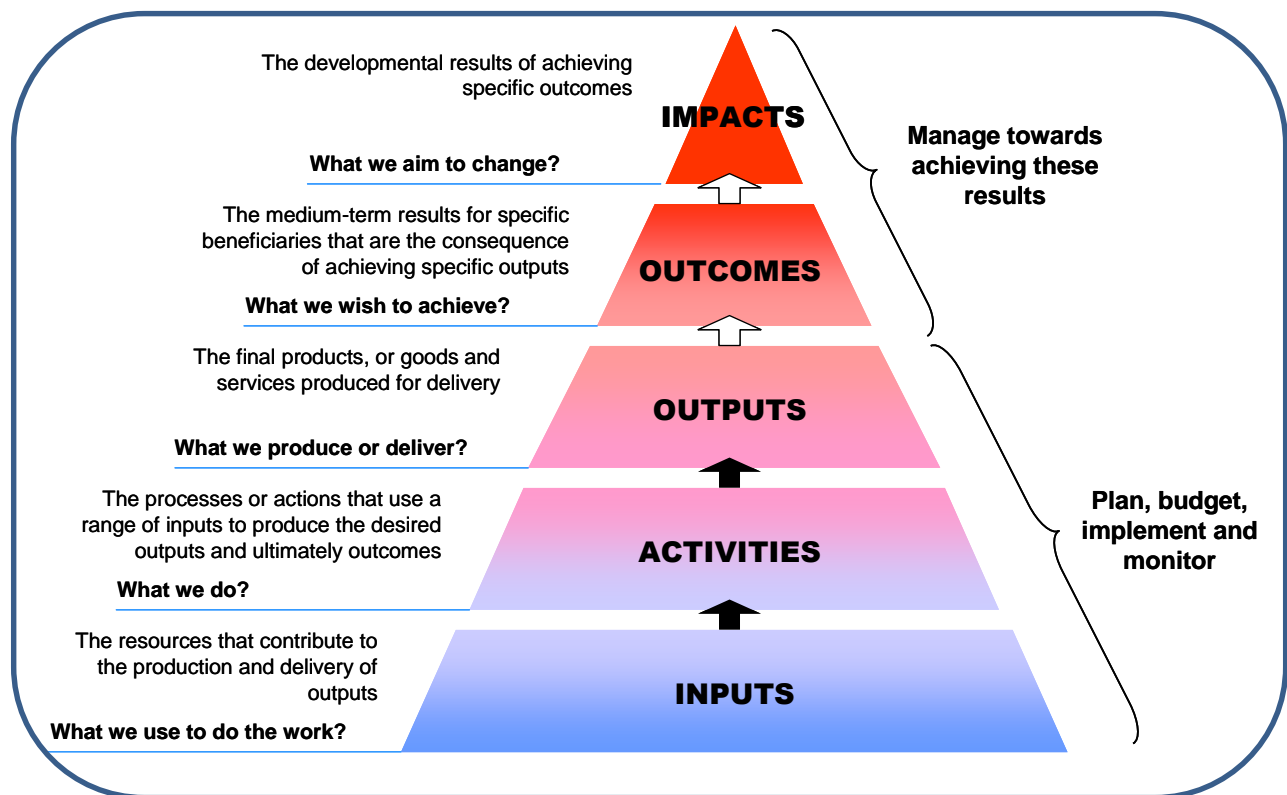 The developmental results of achieving
specific outcomes
IMPACTS
What we aim to change?
Manage towards
achieving these
results
The medium-term results for specific
beneficiaries that are the consequence
of achieving specific outputs
OUTCOMES
What we wish to achieve?
The final products, or goods and
services produced for delivery
OUTPUTS
What we produce or deliver?
The processes or actions that use a
range of inputs to produce the desired
outputs and ultimately outcomes
ACTIVITIES
What we do?
Plan, budget,
implement and
monitor
The resources that contribute to
the production and delivery of
outputs
INPUTS
What we use to do the work?